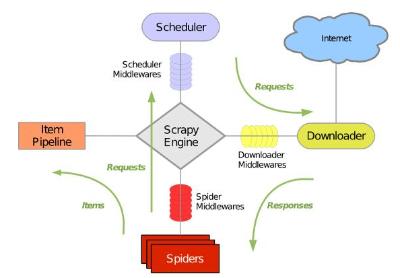 Scheduler
Internet
Scheduler
Middlewares
Requests
Item
Pipeline
Scrapy
Engine
Downloader
Requests
Downloader
Middlewares
Items
Spider
Middlewares
Responses
Spiders